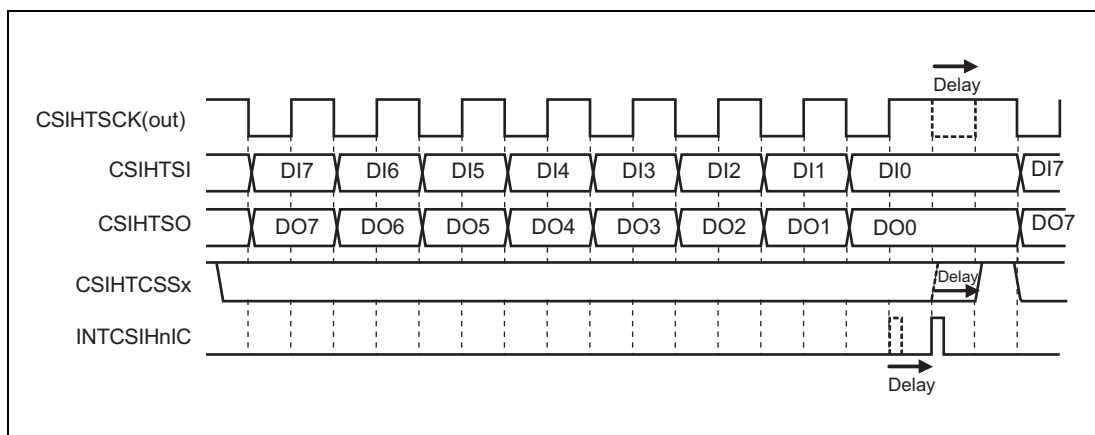 Delay
CSIHTSCK(out)
CSIHTSI DI7 DI6 DI5 DI4 DI3 DI2 DI1 DI0 DI7
CSIHTSO DO7 DO6 DO5 DO4 DO3 DO2 DO1 DO0 DO7
CSIHTCSSx Delay
INTCSIHnIC
Delay